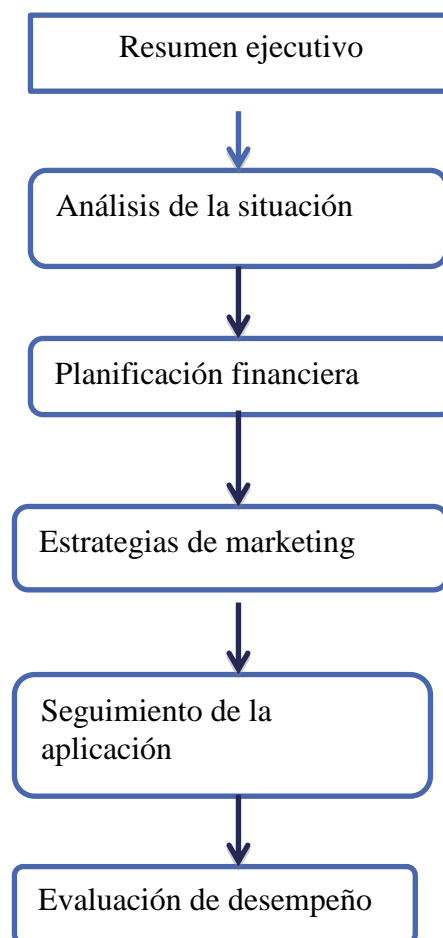 Resumen ejecutivo
Análisis de la situación
Planificación financiera
Estrategias de marketing
Seguimiento de la
aplicación
Evaluación de desempeño